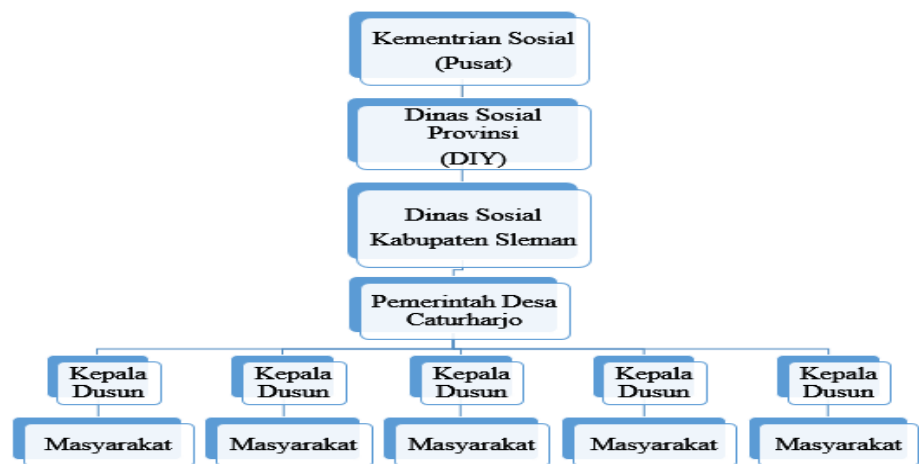 Kementrian Sosial
(Pusat)
Dinas Sosial
Provinsi
(DIY)
Dinas Sosial
Kabupaten Sleman
Pemerintah Desa
Caturharjo
Kepala
Dusun
Kepala
Dusun
Kepala
Dusun
Kepala
Dusun
Kepala
Dusun
Masyarakat
Masyarakat
Masyarakat
Masyarakat
Masyarakat